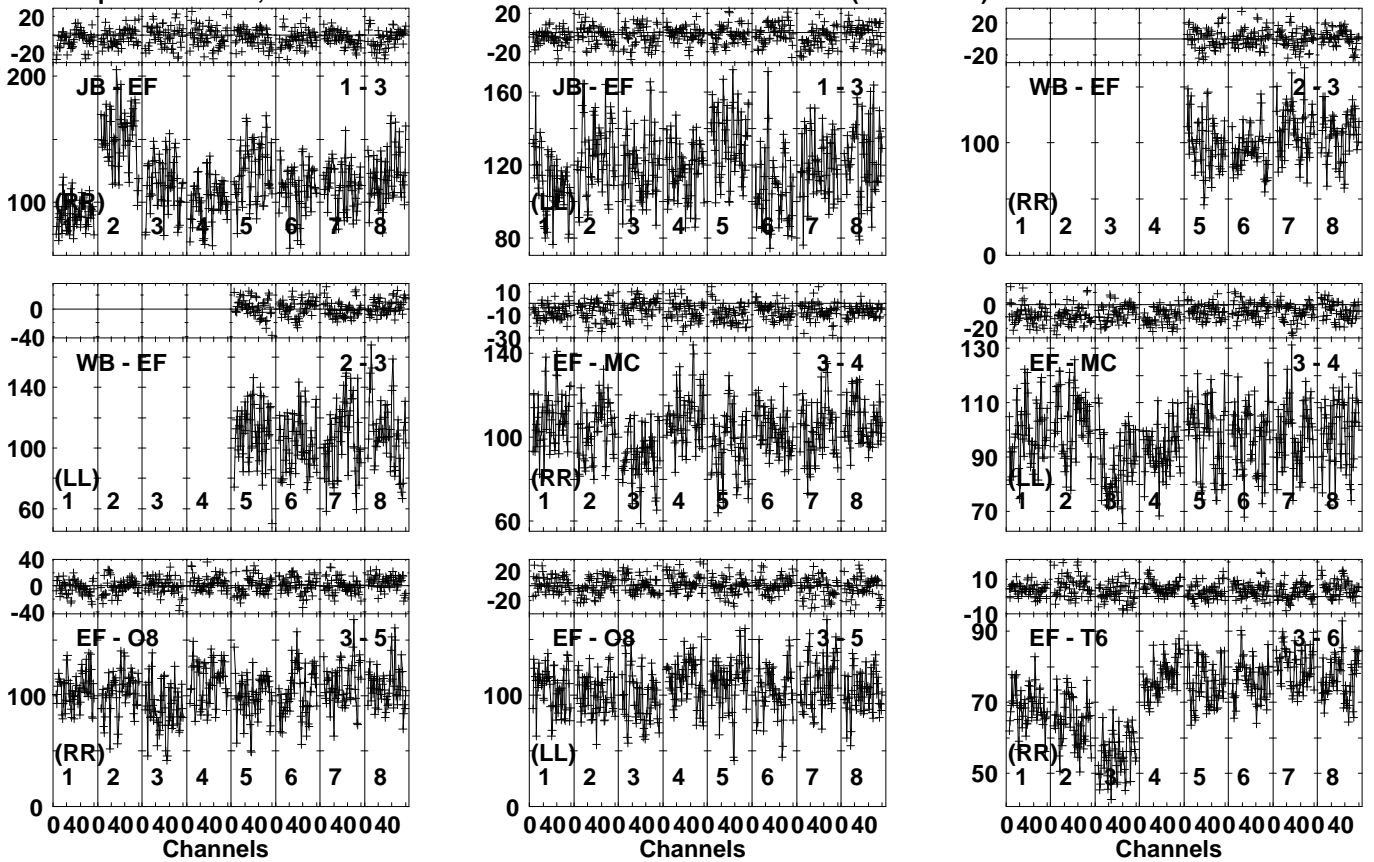 20 20
-20 -20 20
-20
200 JB - EF 1 - 3 160 JB - EF 1 - 3 WB - EF 2 - 3
140
120 100
100 (RR) 100 (LL) (RR)
1 2 3 4 5 6 7 8 80 1 2 3 4 5 6 7 8 0 1 2 3 4 5 6 7 8
0 10 0
-40 -10 -20
-30
WB - EF 2 - 3 140 EF - MC 3 - 4 130 EF - MC 3 - 4
140 110
100 100 90
(LL) (RR) (LL)
60 1 2 3 4 5 6 7 8 60 1 2 3 4 5 6 7 8 70 1 2 3 4 5 6 7 8
40 20 10
0 -20 -10
-40
EF - O8 3 - 5 EF - O8 3 - 5 90 EF - T6 3 - 6
100 100 70
(RR) (LL) (RR)
1 2 3 4 5 6 7 8 1 2 3 4 5 6 7 8 50 1 2 3 4 5 6 7 8
0 0
0 40 0 40 0 40 0 40 0 40 0 40 0 40 0 40 0 40 0 40 0 40 0 40 0 40 0 40 0 40 0 40 0 40 0 40 0 40 0 40 0 40 0 40 0 40 0 40
Channels Channels Channels